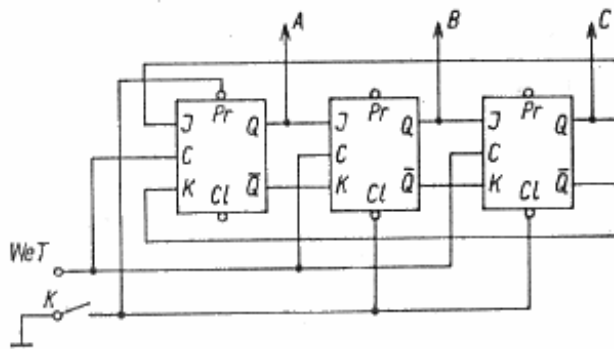 A B C
Pr Pr Pr
J Q J Q J Q
C C C
K Q̄ K Q̄ K Q̄
Cl Cl Cl
WeT
K